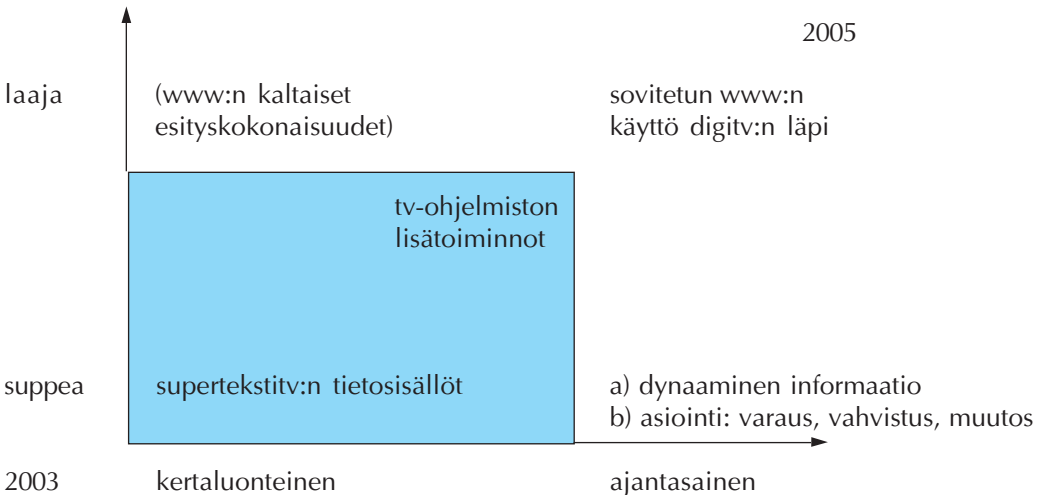 2005
laaja
(www:n kaltaiset
esityskokonaisuudet)
sovitetun www:n
käyttö digitv:n läpi
tv-ohjelmiston
lisätoiminnot
suppea
supertekstitv:n tietosisällöt
a) dynaaminen informaatio
b) asiointi: varaus, vahvistus, muutos
2003
kertaluonteinen
ajantasainen